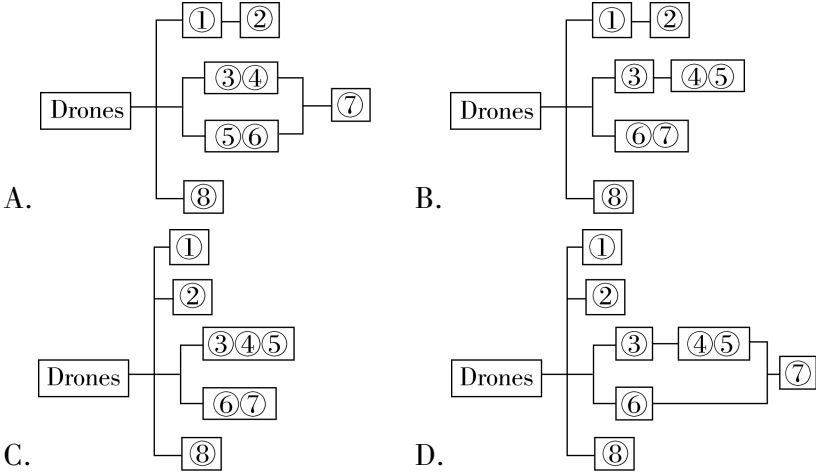 ① ②
③④
Drones ⑦
⑤⑥
A. ⑧
① ②
③ ④⑤
Drones
⑥⑦
B. ⑧
①
②
③④⑤
Drones
⑥⑦
C. ⑧
①
②
③ ④⑤
Drones ⑦
⑥
D. ⑧